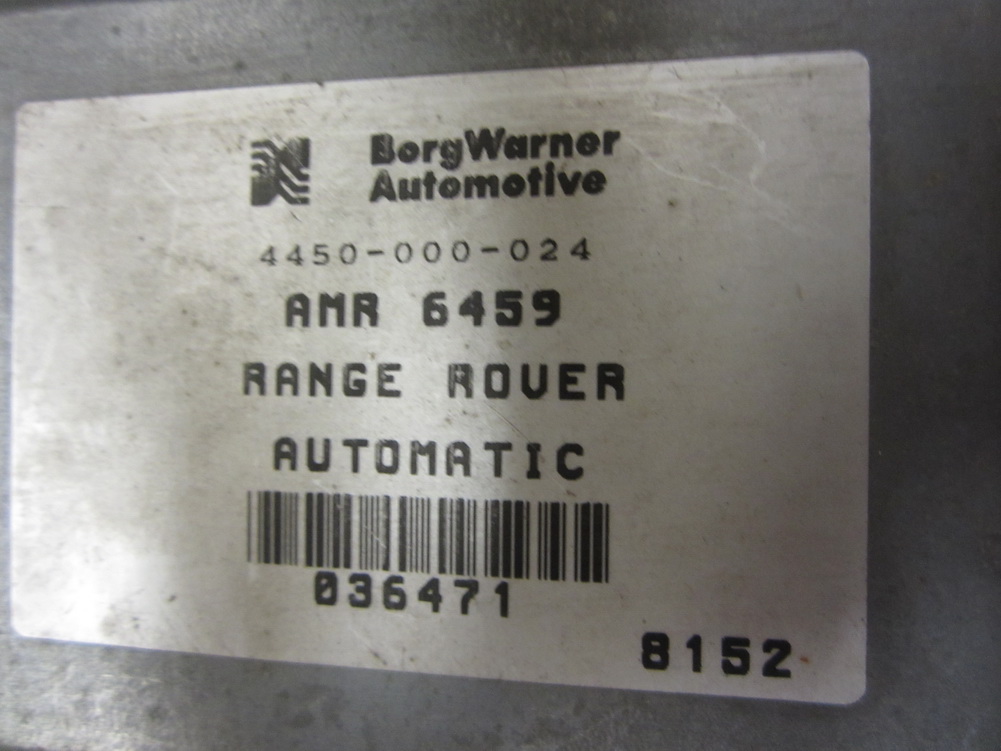 BorgWarner
Automotive
4450-000-024
AMR 6459
RANGE ROVER
AUTOMATIC
036471
8152